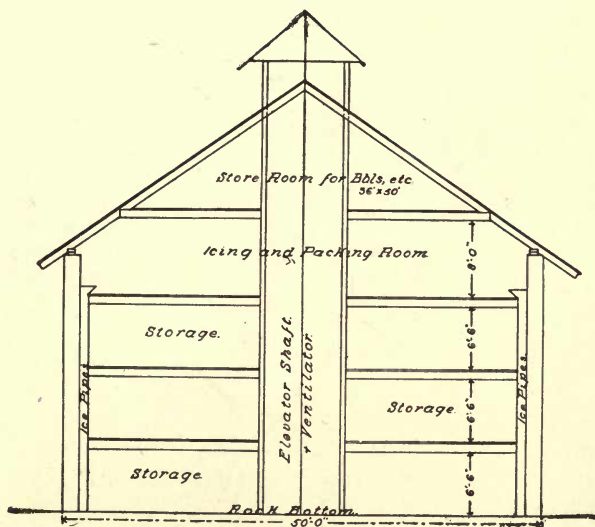 Store Room for Bbls, etc.
36'x50'
Icing and Packing Room
8'-0"
Storage.
6'-6"
Elevator Shaft.
+ Ventilator.
Ice Pipes
Ice Pipes.
Storage.
6'-6"
Storage.
6'-6"
Rock Bottom.
50'-0"